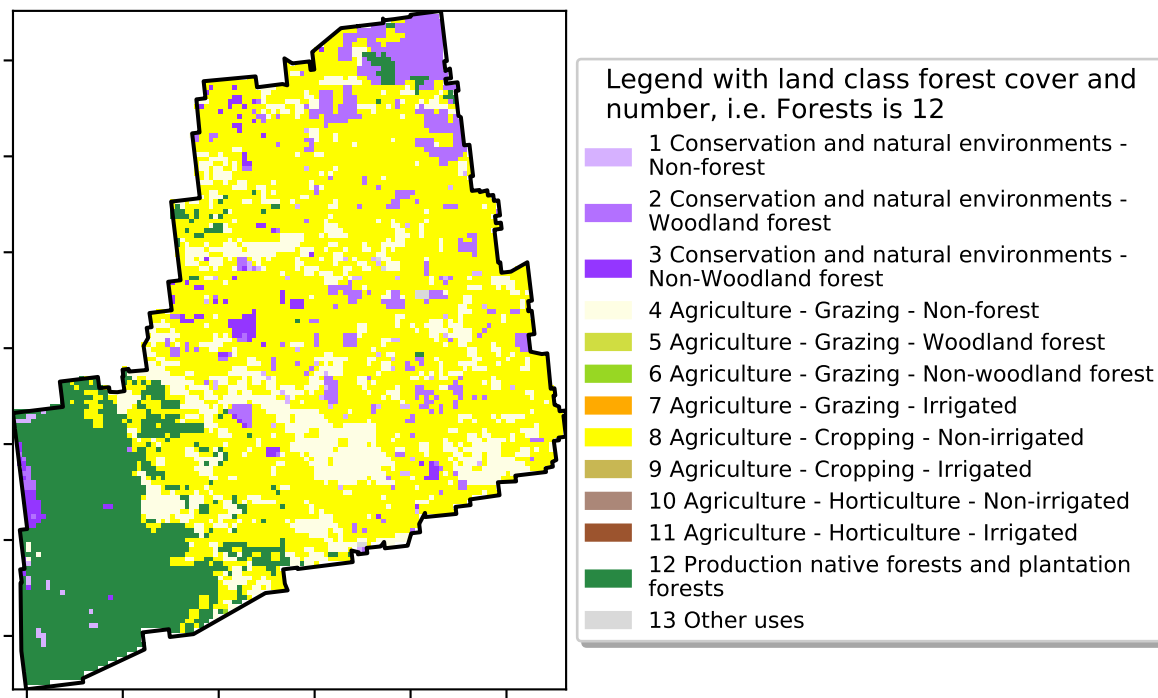 Legend with land class forest cover and
number, i.e. Forests is 12
1 Conservation and natural environments -
Non-forest
2 Conservation and natural environments -
Woodland forest
3 Conservation and natural environments -
Non-Woodland forest
4 Agriculture - Grazing - Non-forest
5 Agriculture - Grazing - Woodland forest
6 Agriculture - Grazing - Non-woodland forest
7 Agriculture - Grazing - Irrigated
8 Agriculture - Cropping - Non-irrigated
9 Agriculture - Cropping - Irrigated
10 Agriculture - Horticulture - Non-irrigated
11 Agriculture - Horticulture - Irrigated
12 Production native forests and plantation
forests
13 Other uses